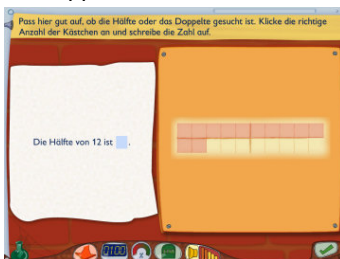 Pass hier gut auf, ob die Hälfte oder das Doppelte gesucht ist. Klicke die richtige
Anzahl der Kästchen an und schreibe die Zahl auf.
Die Hälfte von 12 ist .